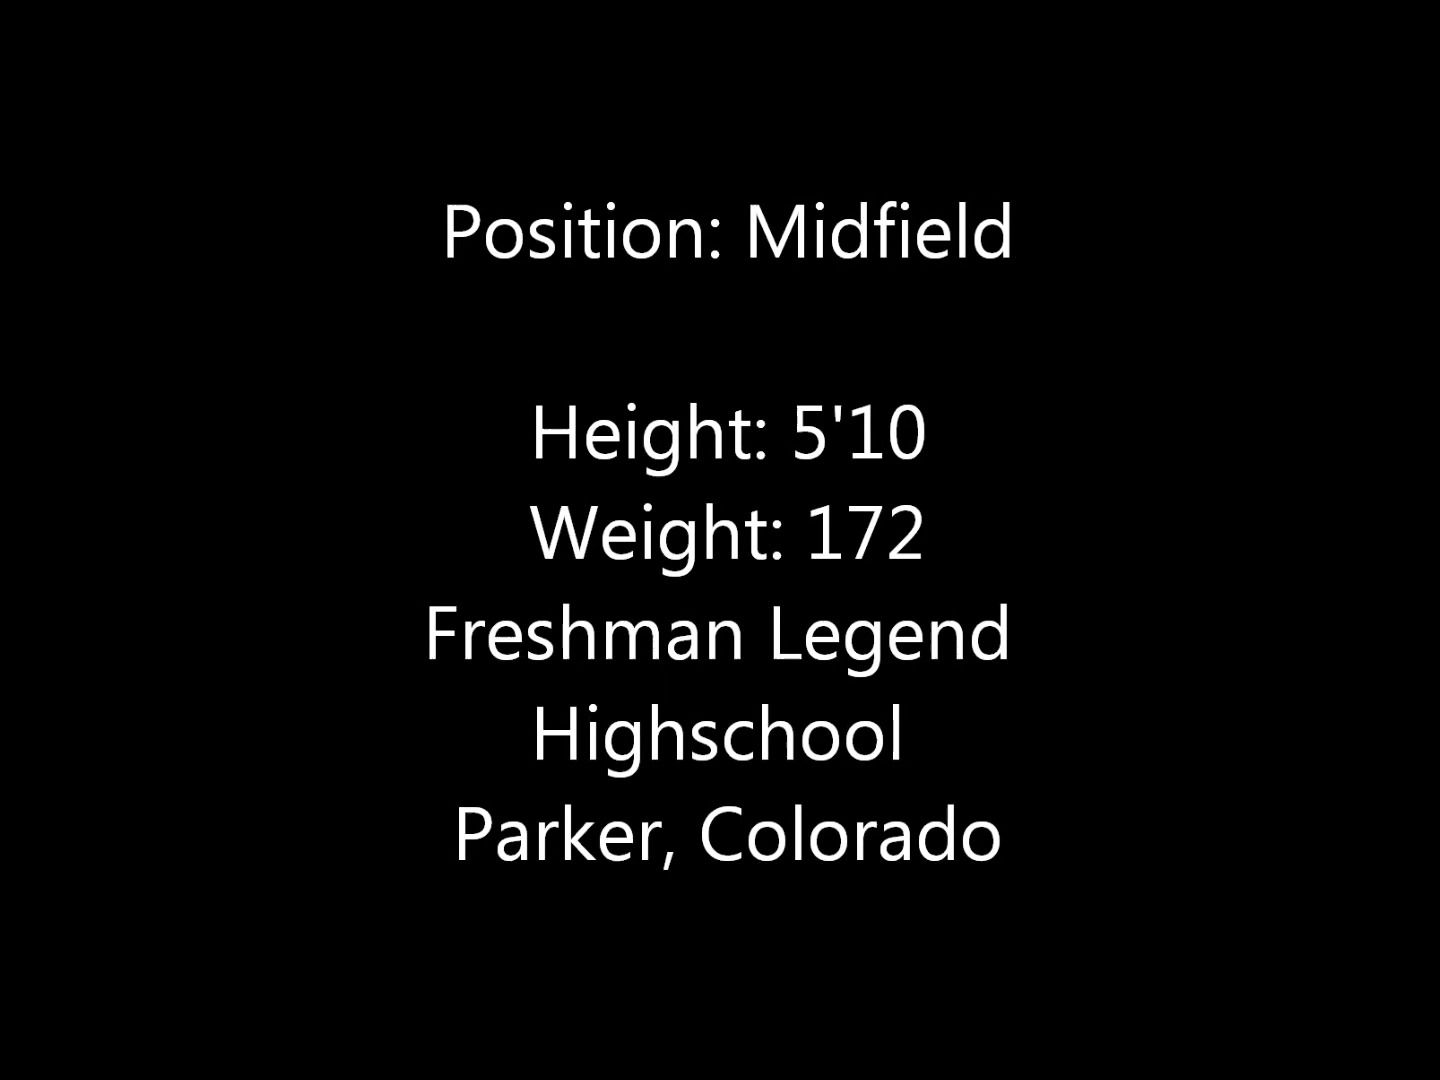 Position: Midfield
Height: 5'10
Weight: 172
Freshman Legend
Highschool
Parker, Colorado